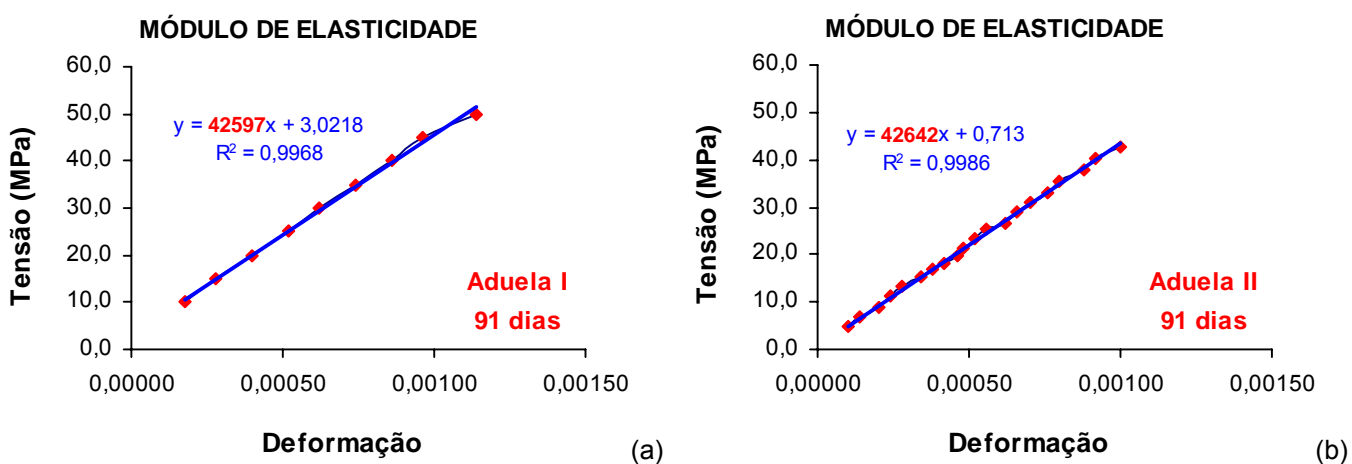 MÓDULO DE ELASTICIDADE
60,0
50,0
40,0
30,0
20,0
10,0
0,0
Tensão (MPa)
y = 42597x + 3,0218
R² = 0,9968
Aduela I
91 dias
0,00000 0,00050 0,00100 0,00150
Deformação
(a)
MÓDULO DE ELASTICIDADE
60,0
50,0
40,0
30,0
20,0
10,0
0,0
Tensão (MPa)
y = 42642x + 0,713
R² = 0,9986
Aduela II
91 dias
0,00000 0,00050 0,00100 0,00150
Deformação
(b)